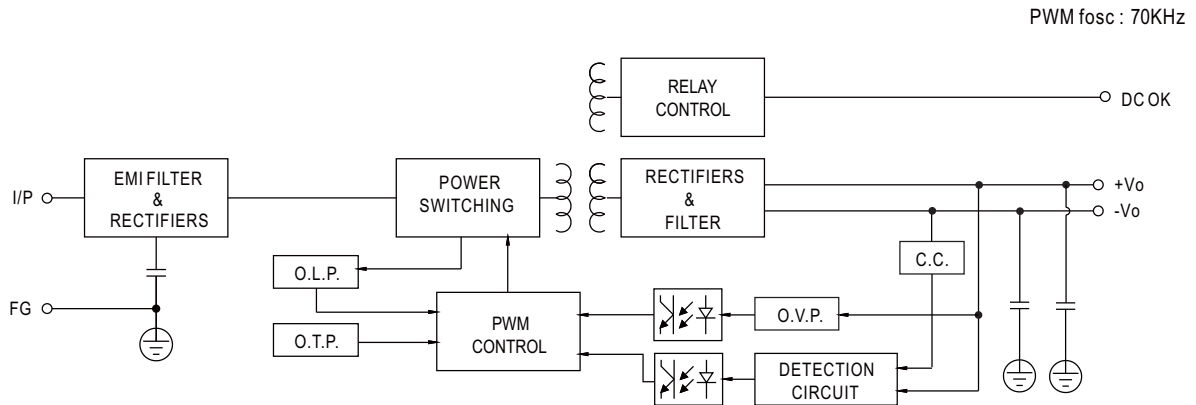 PWM fosc : 70KHz
RELAY
CONTROL
DC OK
I/P
EMI FILTER
&
RECTIFIERS
POWER
SWITCHING
RECTIFIERS
&
FILTER
+Vo
-Vo
C.C.
O.L.P.
FG
O.T.P.
PWM
CONTROL
O.V.P.
DETECTION
CIRCUIT